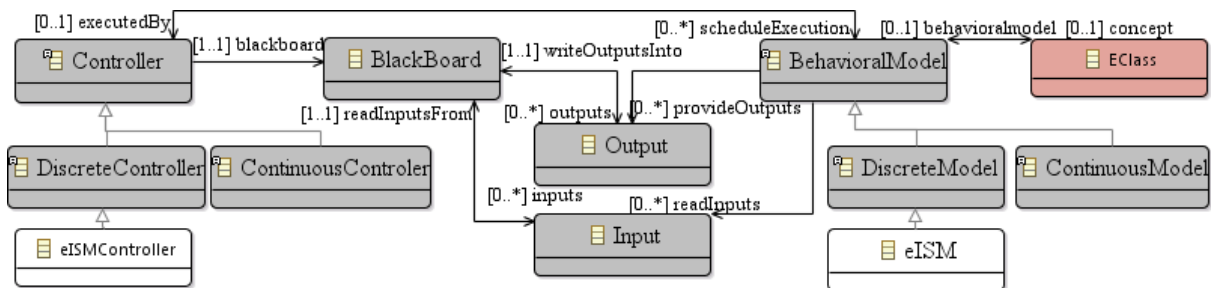 [0..1] executedBy
[0..*] scheduleExecution
[0..1] behavioralmodel
[0..1] concept
Controller
[1..1] blackboard
BlackBoard
[1..1] writeOutputsInto
BehavioralModel
EClass
[1..1] readInputsFrom
[0..*] outputs
[0..*] provideOutputs
Output
DiscreteController
ContinuousControler
DiscreteModel
ContinuousModel
[0..*] inputs
[0..*] readInputs
Input
eISMController
eISM